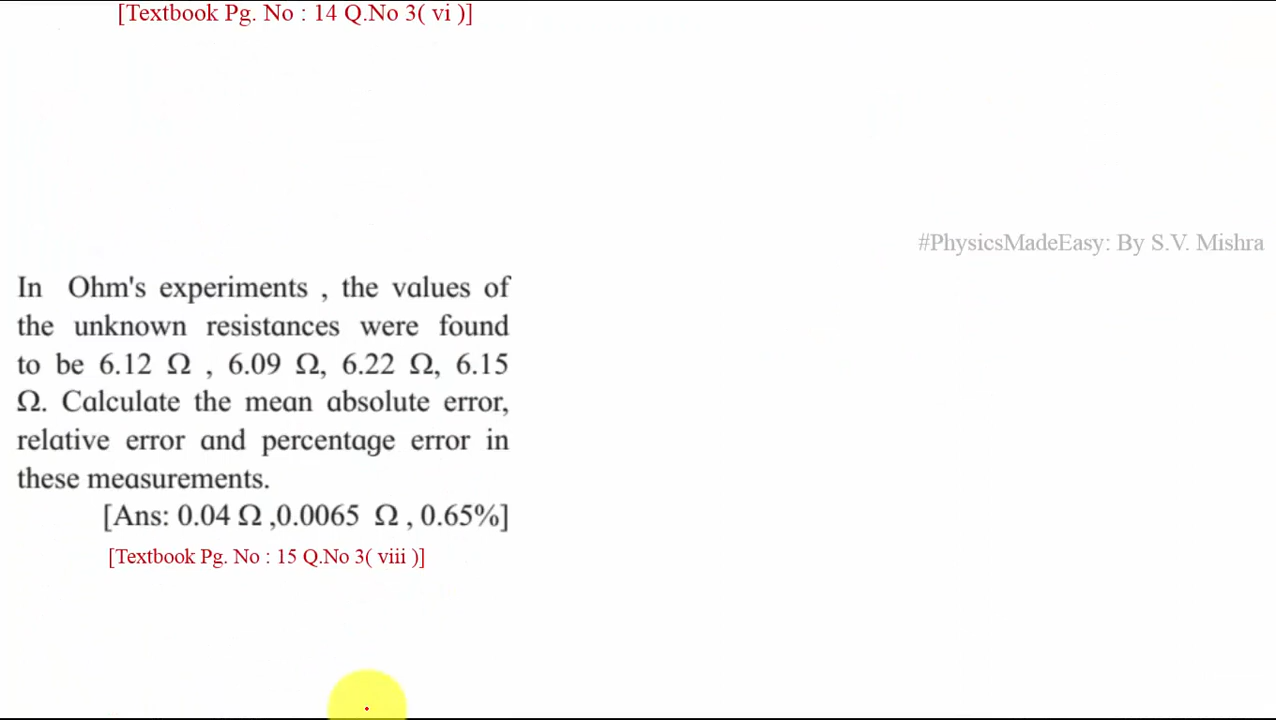 [Textbook Pg. No : 14 Q.No 3( vi )]
#PhysicsMadeEasy: By S.V. Mishra
In Ohm's experiments , the values of
the unknown resistances were found
to be 6.12 Ω , 6.09 Ω, 6.22 Ω, 6.15
Ω. Calculate the mean absolute error,
relative error and percentage error in
these measurements.
[Ans: 0.04 Ω ,0.0065 Ω , 0.65%]
[Textbook Pg. No : 15 Q.No 3( viii )]